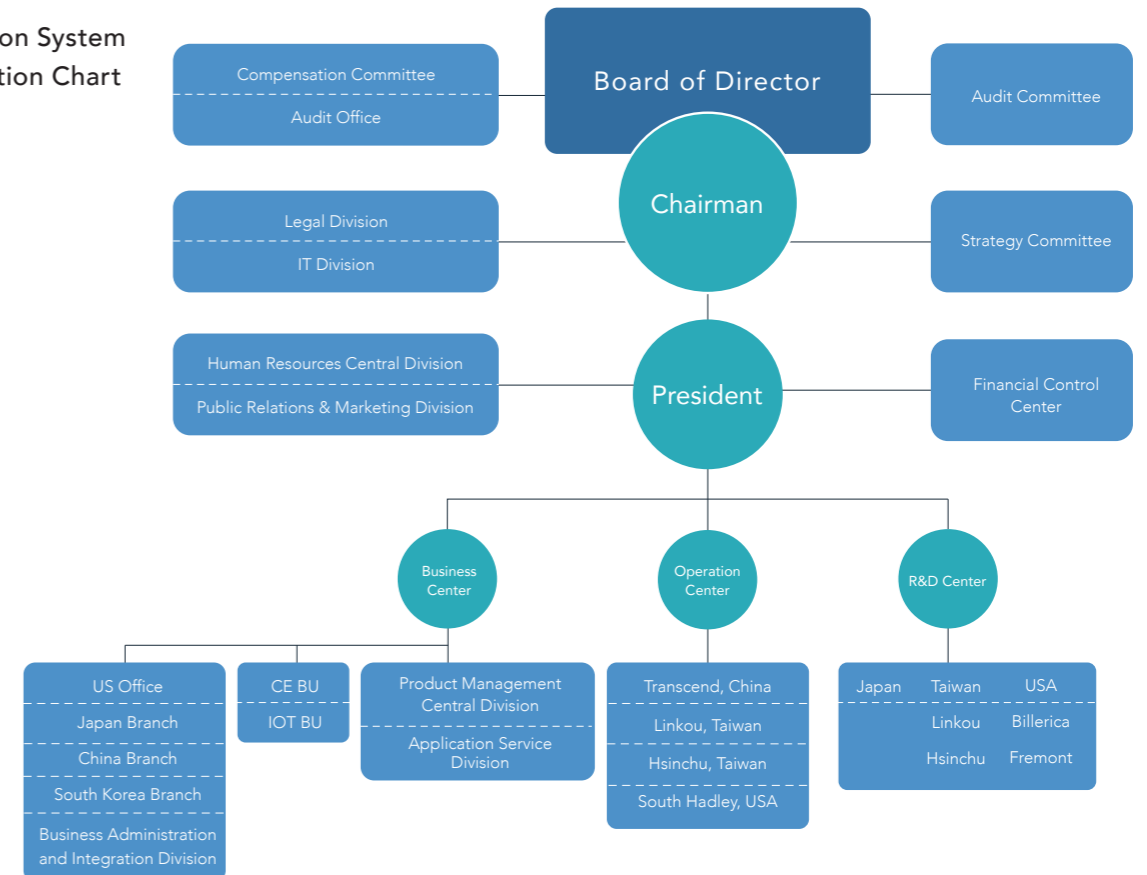 on System
tion Chart
Compensation Committee
Audit Office
Board of Director
Audit Committee
Chairman
Legal Division
IT Division
Strategy Committee
Human Resources Central Division
Public Relations & Marketing Division
President
Financial Control
Center
Business
Center
Operation
Center
R&D Center
US Office
Japan Branch
China Branch
South Korea Branch
Business Administration
and Integration Division
CE BU
IOT BU
Product Management
Central Division
Application Service
Division
Transcend, China
Linkou, Taiwan
Hsinchu, Taiwan
South Hadley, USA
Japan Taiwan USA
Linkou Billerica
Hsinchu Fremont